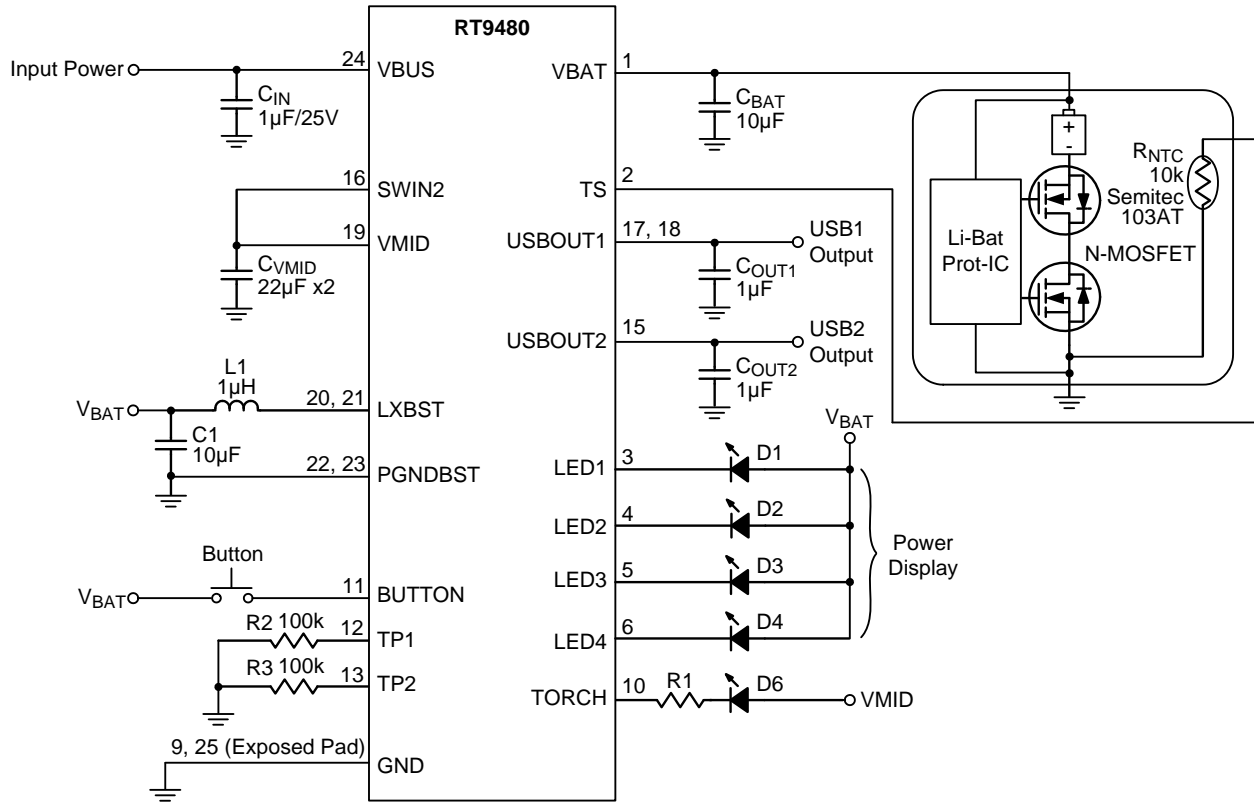 RT9480
Input Power
24
VBUS
CIN
1µF/25V
16
SWIN2
19
VMID
CVMID
22µF x2
L1
1µH
VBAT
20, 21
LXBST
C1
10µF
22, 23
PGNDBST
Button
VBAT
11
BUTTON
R2 100k
12
TP1
R3 100k
13
TP2
9, 25 (Exposed Pad)
GND
VBAT
1
CBAT
10µF
TS
2
USBOUT1
17, 18
USB1
Output
COUT1
1µF
USBOUT2
15
USB2
Output
COUT2
1µF
+
-
RNTC
10k
Semitec
103AT
Li-Bat
Prot-IC
N-MOSFET
VBAT
LED1
3
D1
LED2
4
D2
LED3
5
D3
LED4
6
D4
Power
Display
TORCH
10
R1
D6
VMID